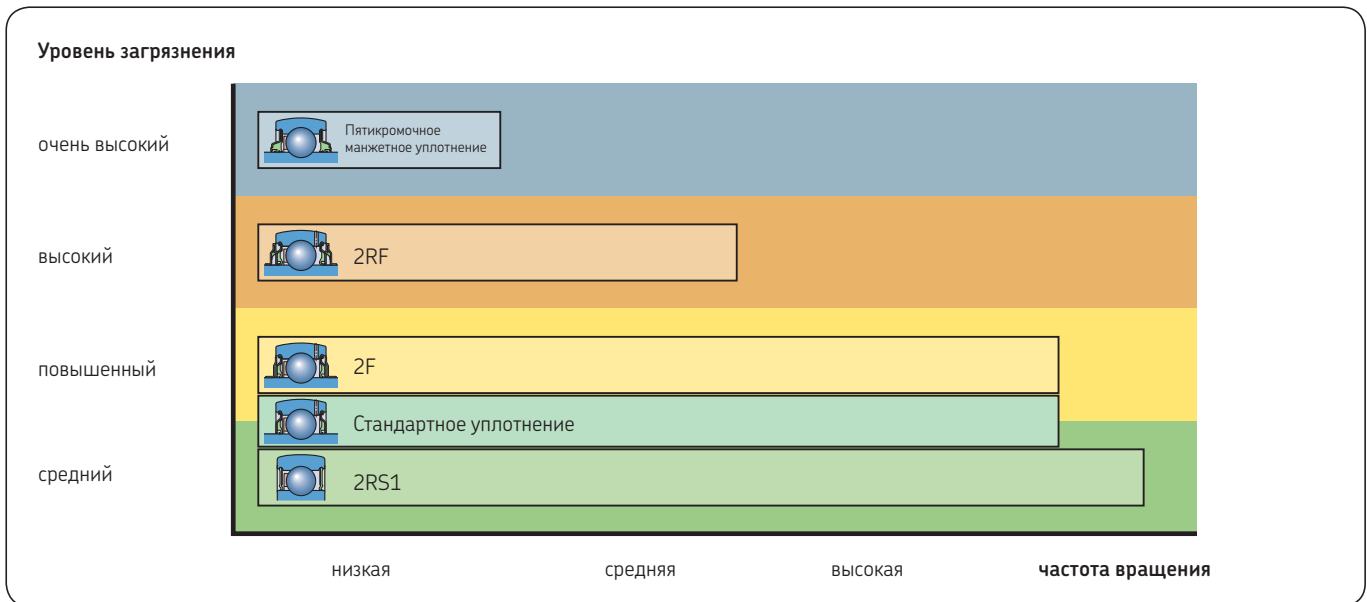 Уровень загрязнения
очень высокий
Пятикромочное
манжетное уплотнение
высокий
2RF
повышенный
2F
Стандартное уплотнение
средний
2RS1
низкая средняя высокая частота вращения